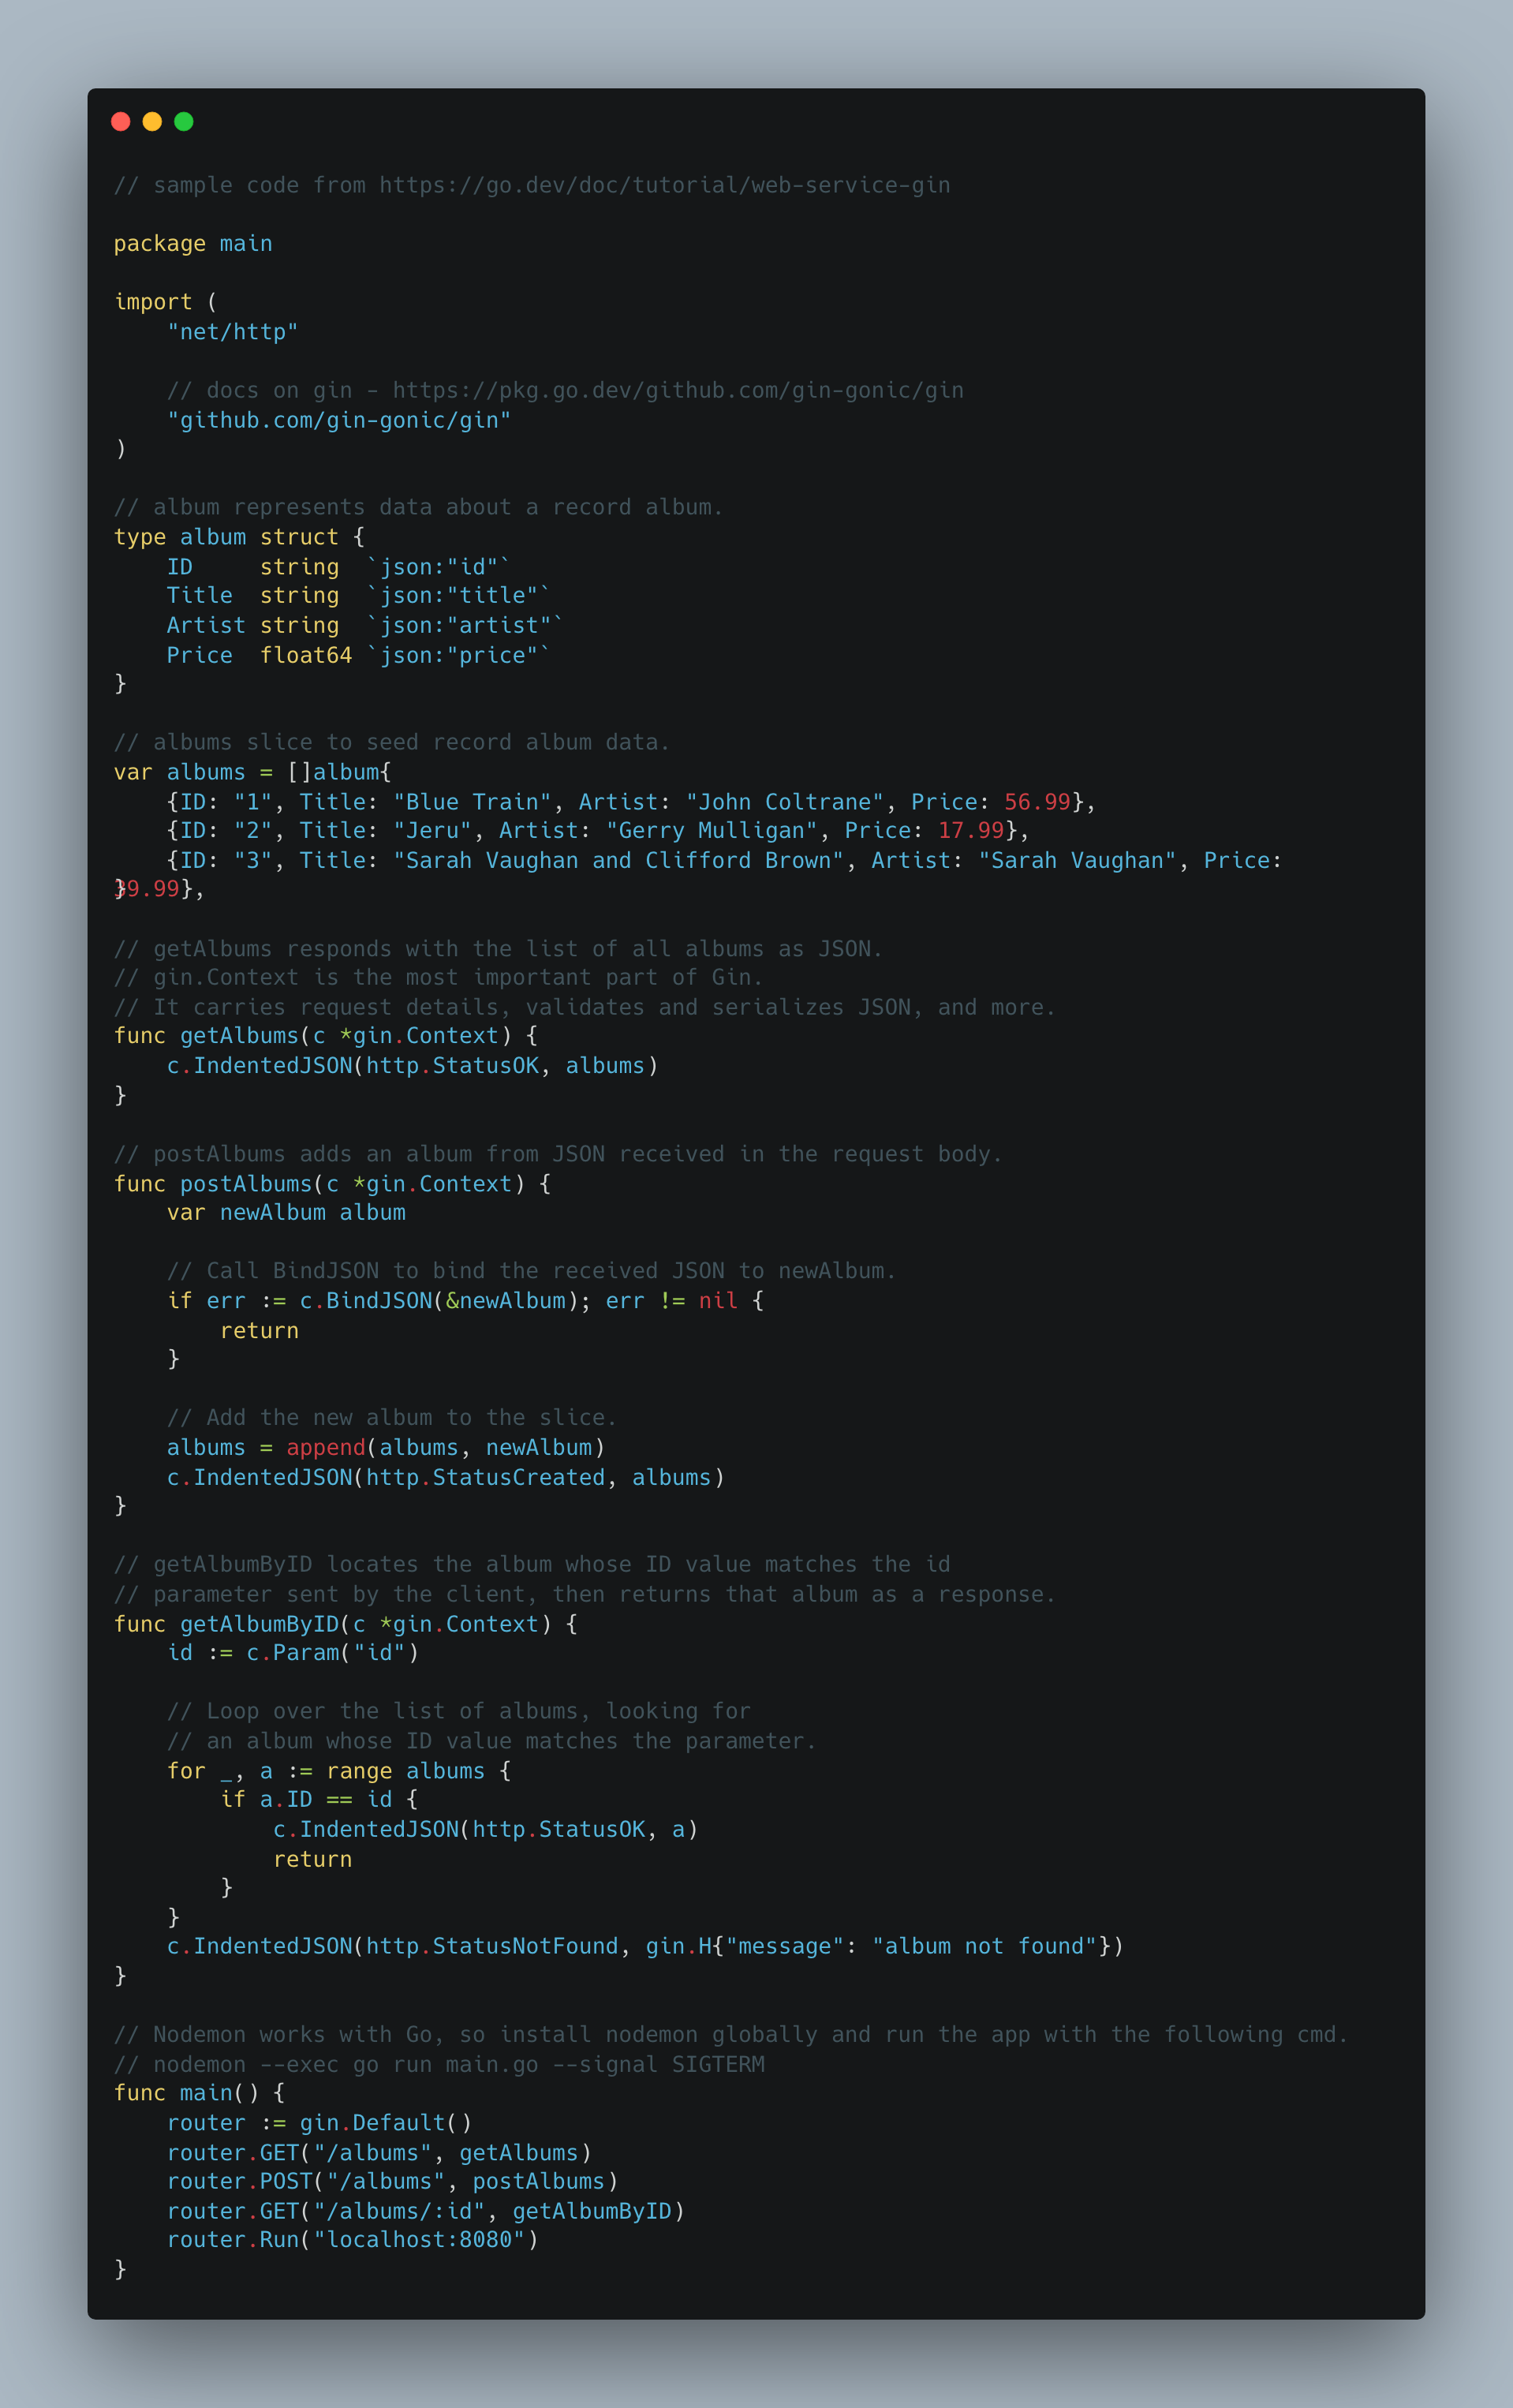 // sample code from https://go.dev/doc/tutorial/web-service-gin

package main

import (
    "net/http"

    // docs on gin - https://pkg.go.dev/github.com/gin-gonic/gin
    "github.com/gin-gonic/gin"
)

// album represents data about a record album.
type album struct {
    ID     string  `json:"id"`
    Title  string  `json:"title"`
    Artist string  `json:"artist"`
    Price  float64 `json:"price"`
}

// albums slice to seed record album data.
var albums = []album{
    {ID: "1", Title: "Blue Train", Artist: "John Coltrane", Price: 56.99},
    {ID: "2", Title: "Jeru", Artist: "Gerry Mulligan", Price: 17.99},
    {ID: "3", Title: "Sarah Vaughan and Clifford Brown", Artist: "Sarah Vaughan", Price:
39.99},
}

// getAlbums responds with the list of all albums as JSON.
// gin.Context is the most important part of Gin.
// It carries request details, validates and serializes JSON, and more.
func getAlbums(c *gin.Context) {
    c.IndentedJSON(http.StatusOK, albums)
}

// postAlbums adds an album from JSON received in the request body.
func postAlbums(c *gin.Context) {
    var newAlbum album

    // Call BindJSON to bind the received JSON to newAlbum.
    if err := c.BindJSON(&newAlbum); err != nil {
        return
    }

    // Add the new album to the slice.
    albums = append(albums, newAlbum)
    c.IndentedJSON(http.StatusCreated, albums)
}

// getAlbumByID locates the album whose ID value matches the id
// parameter sent by the client, then returns that album as a response.
func getAlbumByID(c *gin.Context) {
    id := c.Param("id")

    // Loop over the list of albums, looking for
    // an album whose ID value matches the parameter.
    for _, a := range albums {
        if a.ID == id {
            c.IndentedJSON(http.StatusOK, a)
            return
        }
    }
    c.IndentedJSON(http.StatusNotFound, gin.H{"message": "album not found"})
}

// Nodemon works with Go, so install nodemon globally and run the app with the following cmd.
// nodemon --exec go run main.go --signal SIGTERM
func main() {
    router := gin.Default()
    router.GET("/albums", getAlbums)
    router.POST("/albums", postAlbums)
    router.GET("/albums/:id", getAlbumByID)
    router.Run("localhost:8080")
}